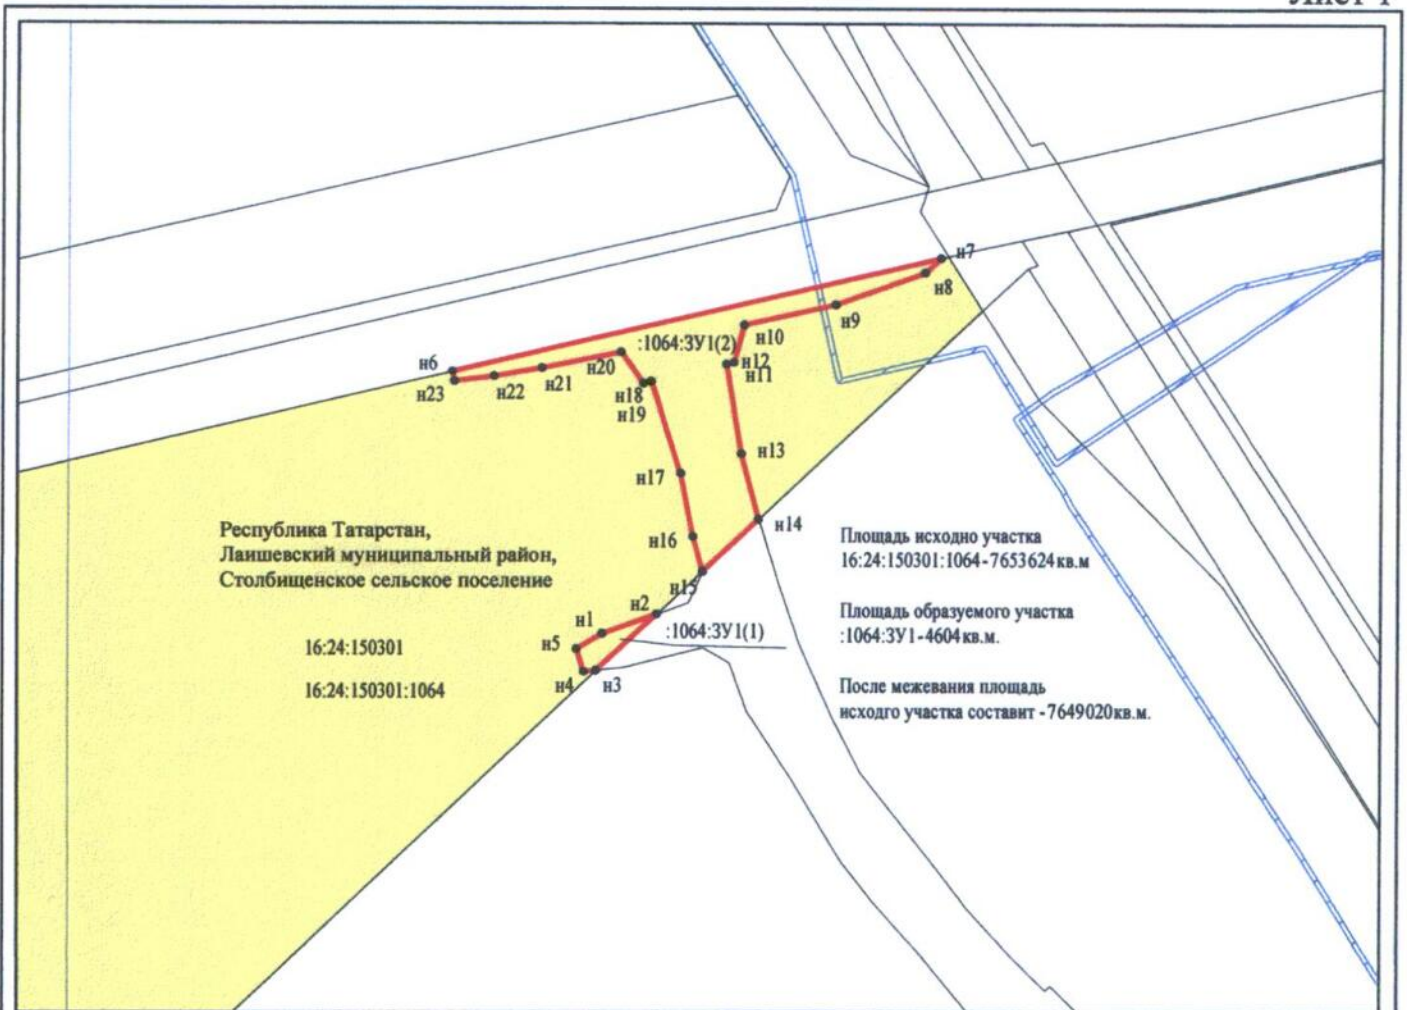 Лист 1
н7
н8
н9
н10
:1064:ЗУ1(2)
н12
н11
н20
н6
н21
н22
н23
н18
н19
н13
н17
н14
н16
н15
Республика Татарстан,
Лаишевский муниципальный район,
Столбищенское сельское поселение
16:24:150301
16:24:150301:1064
Площадь исходно участка
16:24:150301:1064-7653624кв.м
Площадь образуемого участка
:1064:ЗУ1-4604кв.м.
После межевания площадь
исходго участка составит -7649020кв.м.
н2
н1
:1064:ЗУ1(1)
н5
н4
н3